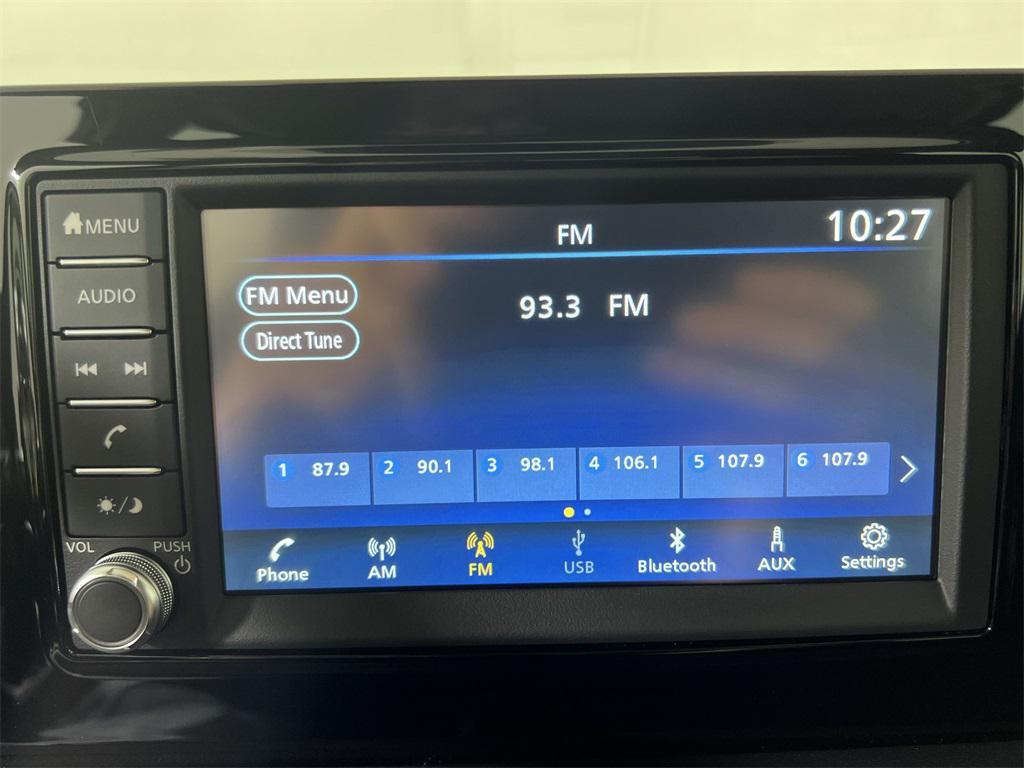 MENU
AUDIO
VOL PUSH
FM
10:27
FM Menu
93.3 FM
Direct Tune
1 87.9 2 90.1 3 98.1 4 106.1 5 107.9 6 107.9
Phone AM FM USB Bluetooth AUX Settings